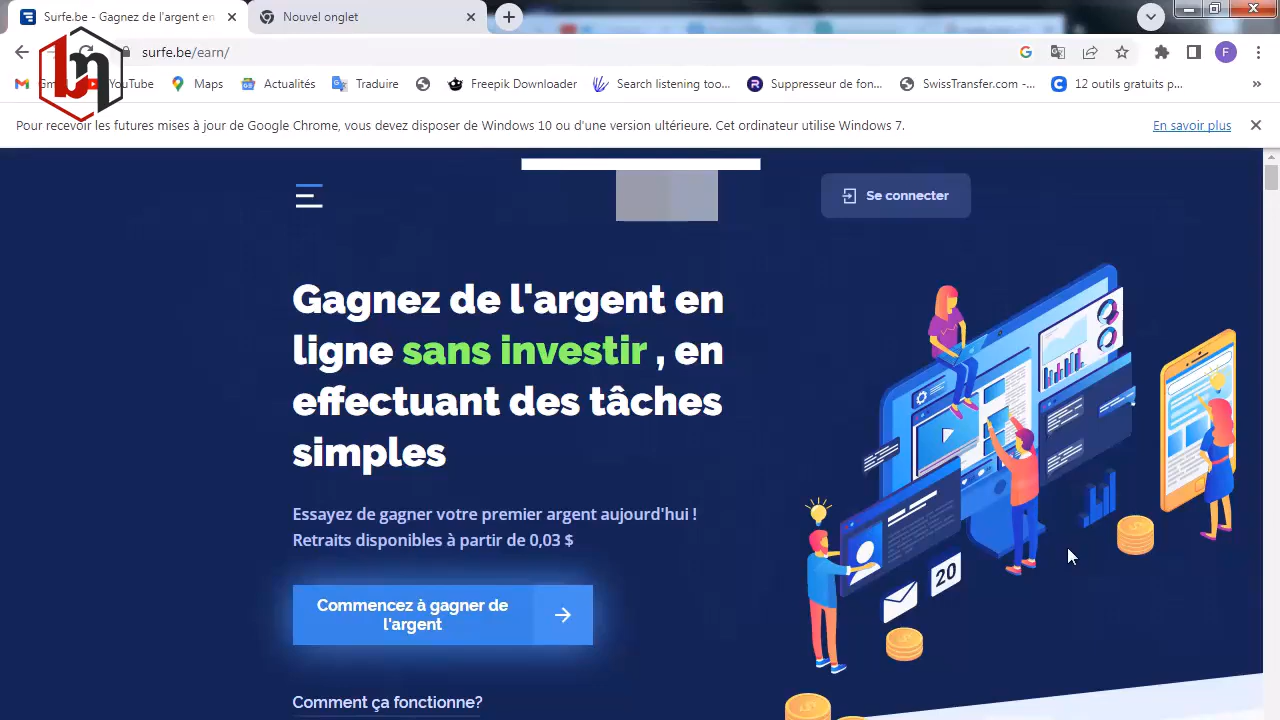 Surfe.be - Gagnez de l'argent en
Nouvel onglet
surfe.be/earn/
F
YouTube
Maps
Actualités
Traduire
Freepik Downloader
Search listening too...
Suppresseur de fon...
SwissTransfer.com -...
12 outils gratuits p...
Pour recevoir les futures mises à jour de Google Chrome, vous devez disposer de Windows 10 ou d'une version ultérieure. Cet ordinateur utilise Windows 7.
En savoir plus
Se connecter
Gagnez de l'argent en
ligne sans investir , en
effectuant des tâches
simples
Essayez de gagner votre premier argent aujourd'hui !
Retraits disponibles à partir de 0,03 $
Commencez à gagner de
l'argent
Comment ça fonctionne?
20